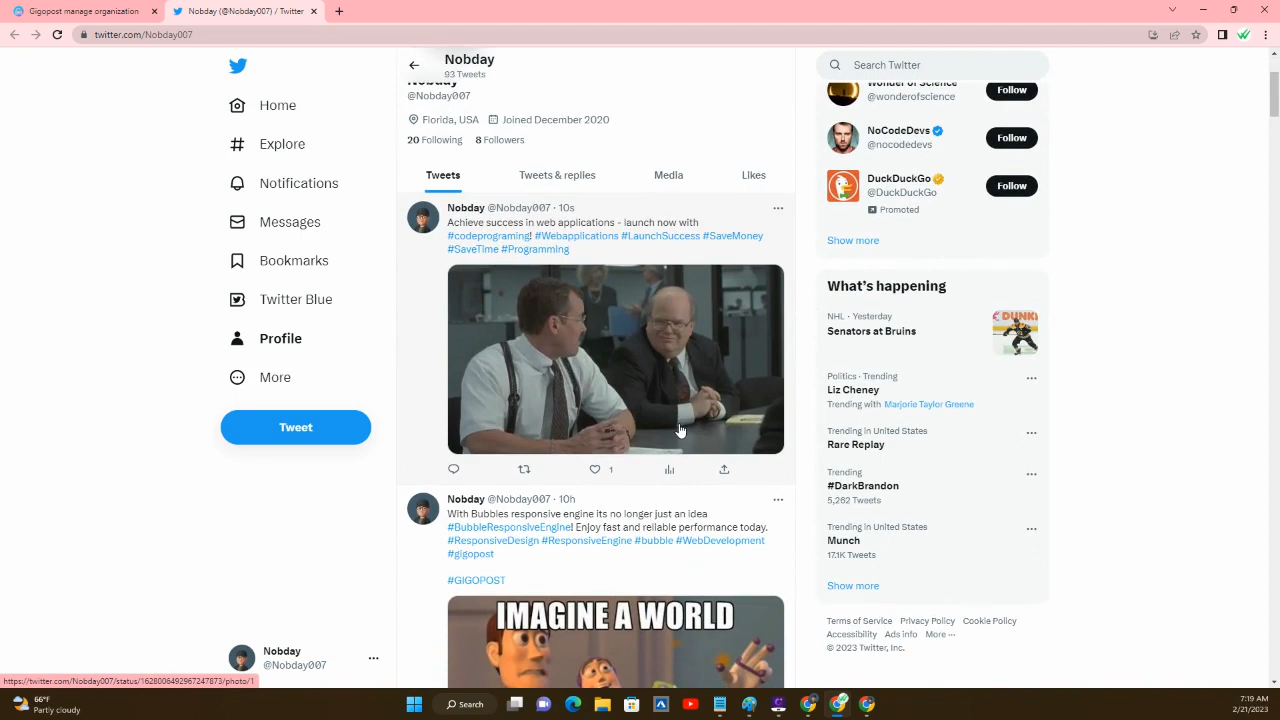 Gigopost manage organization
Nobday (@Nobday007) / Twitter
twitter.com/Nobday007
Home
Explore
Notifications
Messages
Bookmarks
Twitter Blue
Profile
More
Tweet
Nobday
@Nobday007
Nobday
93 Tweets
Nobday
@Nobday007
Florida, USA Joined December 2020
20 Following 8 Followers
Tweets Tweets & replies Media Likes
Nobday @Nobday007 · 10s
Achieve success in web applications - launch now with
#codeprograming! #Webapplications #LaunchSuccess #SaveMoney
#SaveTime #Programming
1
Nobday @Nobday007 · 10h
With Bubbles responsive engine its no longer just an idea
#BubbleResponsiveEngine! Enjoy fast and reliable performance today.
#ResponsiveDesign #ResponsiveEngine #bubble #WebDevelopment
#gigopost
#GIGOPOST
IMAGINE A WORLD
Search Twitter
Wonder of Science
@wonderofscience
Follow
NoCodeDevs
@nocodedevs
Follow
DuckDuckGo
@DuckDuckGo
Follow
Promoted
Show more
What's happening
NHL · Yesterday
Senators at Bruins
DUNKI
Politics · Trending
Liz Cheney
Trending with Marjorie Taylor Greene
Trending in United States
Rare Replay
Trending
#DarkBrandon
5,262 Tweets
Trending in United States
Munch
17.1K Tweets
Show more
Terms of Service Privacy Policy Cookie Policy
Accessibility Ads info More ···
© 2023 Twitter, Inc.
https://twitter.com/Nobday007/status/1628006492967247873/photo/1
66°F
Partly cloudy
Search
7:19 AM
2/21/2023